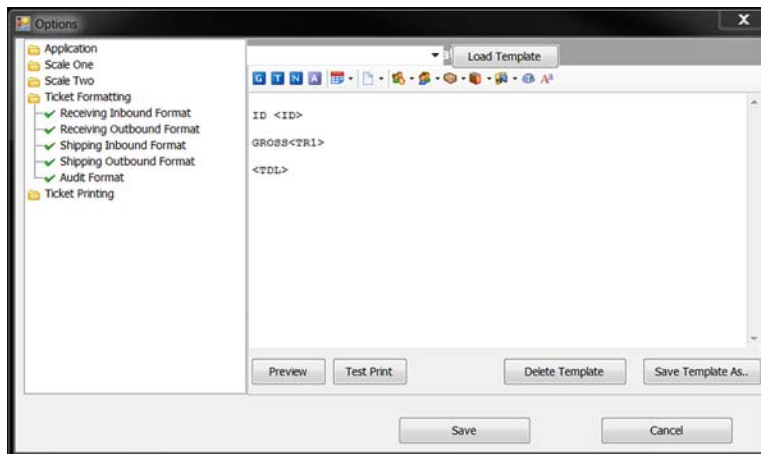 Options
X
Application
Scale One
Scale Two
Ticket Formatting
Receiving Inbound Format
Receiving Outbound Format
Shipping Inbound Format
Shipping Outbound Format
Audit Format
Ticket Printing
Load Template
G T N A
ID <ID>
GROSS<TR1>
<TDL>
Preview Test Print Delete Template Save Template As..
Save Cancel